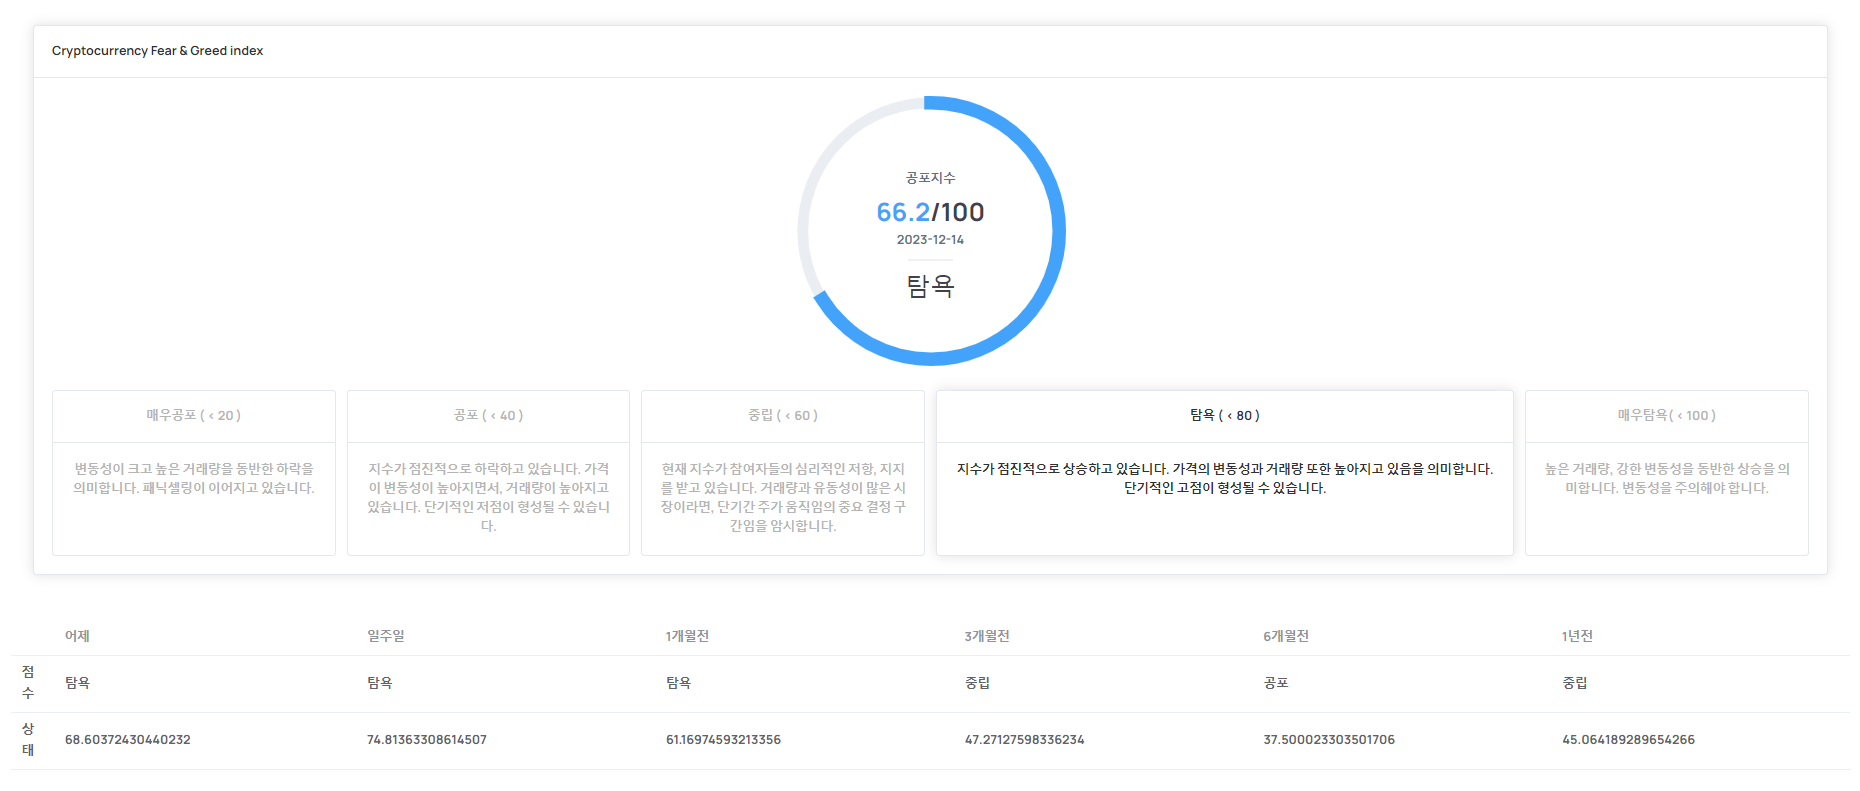 Cryptocurrency Fear & Greed index
공포지수
66.2/100
2023-12-14
탐욕
매우공포 ( < 20 )
변동성이 크고 높은 거래량을 동반한 하락을
의미합니다. 패닉셀링이 이어지고 있습니다.
공포 ( < 40 )
지수가 점진적으로 하락하고 있습니다. 가격
이 변동성이 높아지면서, 거래량이 높아지고
있습니다. 단기적인 저점이 형성될 수 있습니
다.
중립 ( < 60 )
현재 지수가 참여자들의 심리적인 저항, 지지
를 받고 있습니다. 거래량과 유동성이 많은 시
장이라면, 단기간 주가 움직임의 중요 결정 구
간임을 암시합니다.
탐욕 ( < 80 )
지수가 점진적으로 상승하고 있습니다. 가격의 변동성과 거래량 또한 높아지고 있음을 의미합니다.
단기적인 고점이 형성될 수 있습니다.
매우탐욕( < 100 )
높은 거래량, 강한 변동성을 동반한 상승을 의
미합니다. 변동성을 주의해야 합니다.
어제 일주일 1개월전 3개월전 6개월전 1년전
점
수
탐욕 탐욕 탐욕 중립 공포 중립
상
태
68.60372430440232 74.81363308614507 61.16974593213356 47.27127598336234 37.500023303501706 45.064189289654266